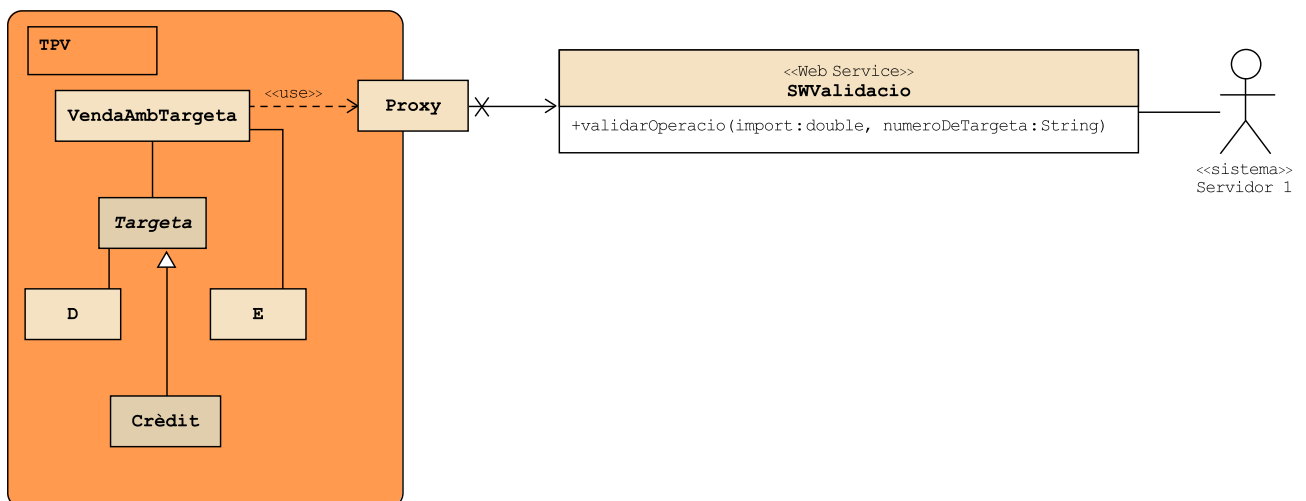 TPV
VendaAmbTargeta
<<use>>
Proxy
<<Web Service>>
SWValidacio
+validarOperacio(import:double, numeroDeTargeta:String)
<<sistema>>
Servidor 1
Targeta
D
E
Crèdit